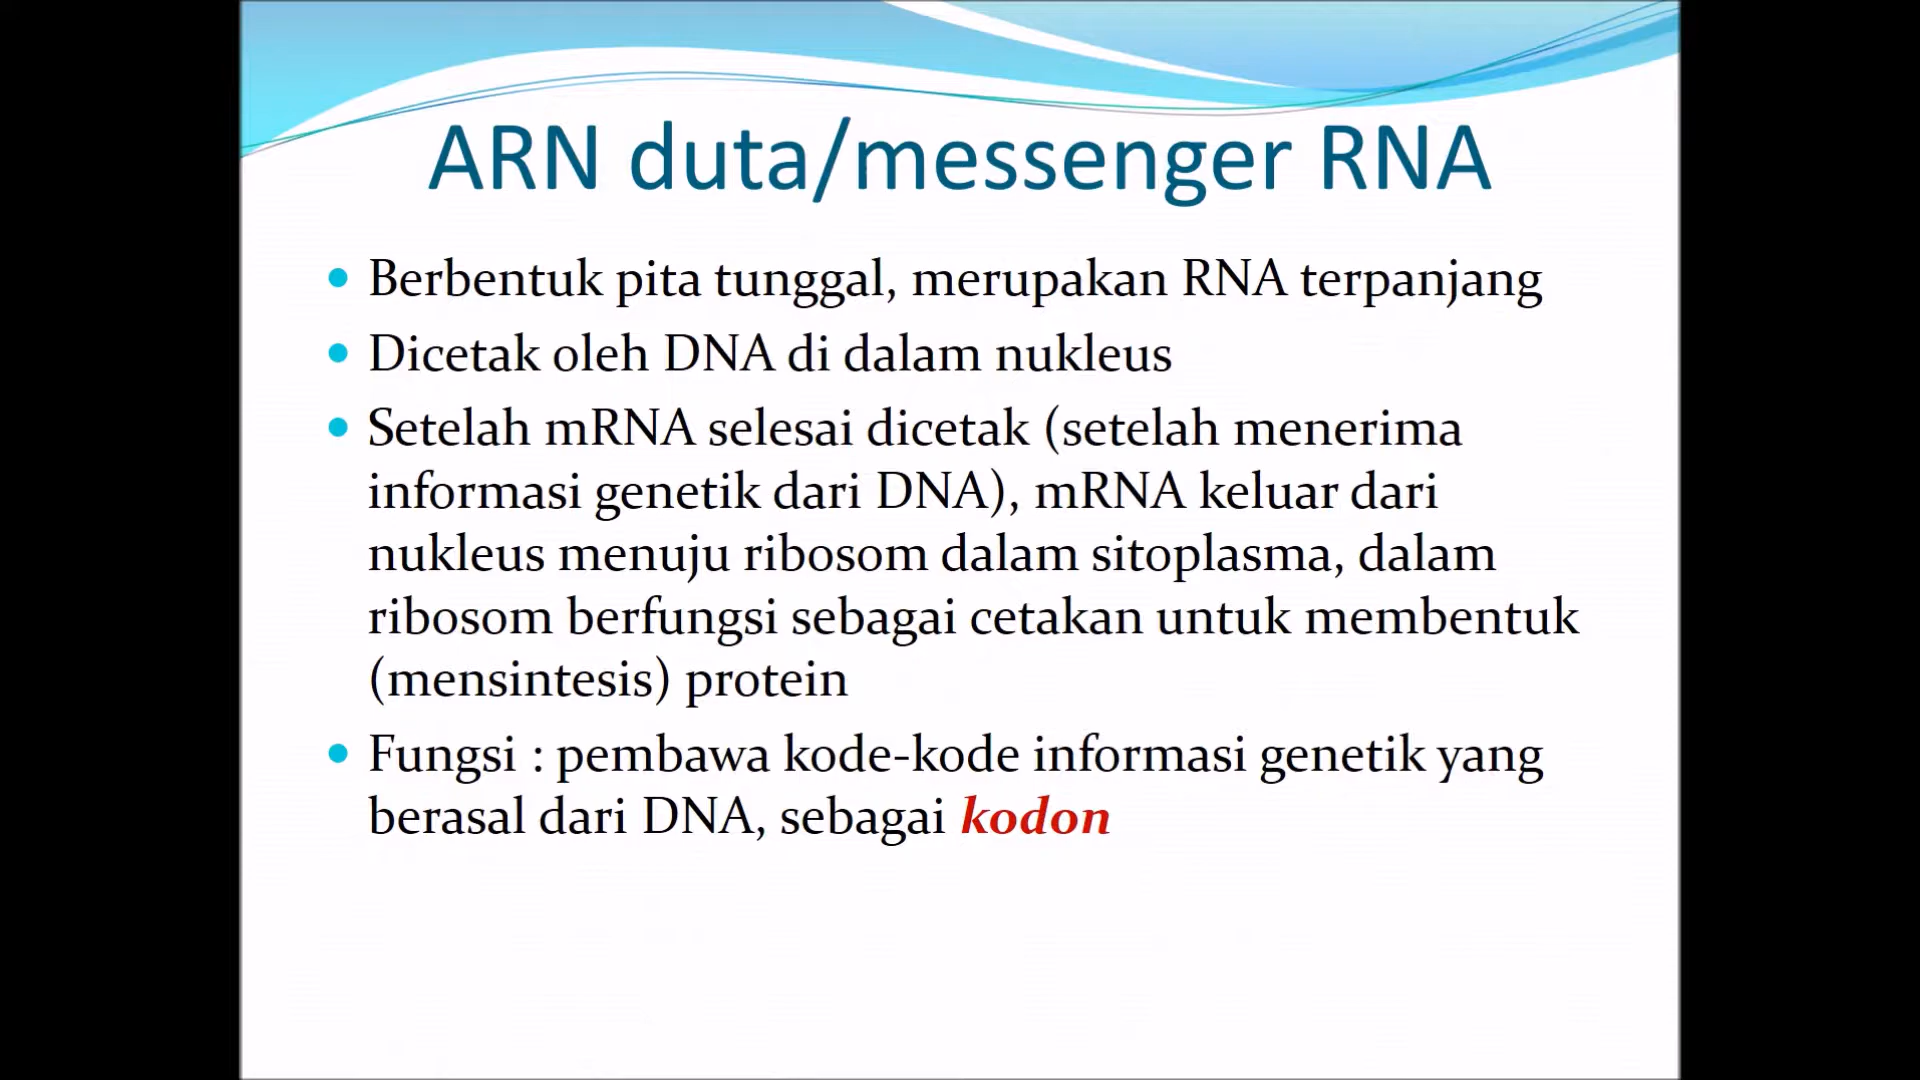 ARN duta/messenger RNA
• Berbentuk pita tunggal, merupakan RNA terpanjang
• Dicetak oleh DNA di dalam nukleus
• Setelah mRNA selesai dicetak (setelah menerima
informasi genetik dari DNA), mRNA keluar dari
nukleus menuju ribosom dalam sitoplasma, dalam
ribosom berfungsi sebagai cetakan untuk membentuk
(mensintesis) protein
• Fungsi : pembawa kode-kode informasi genetik yang
berasal dari DNA, sebagai kodon